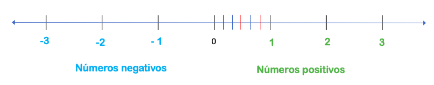 -3 -2 - 1 0 1 2 3
Números negativos Números positivos